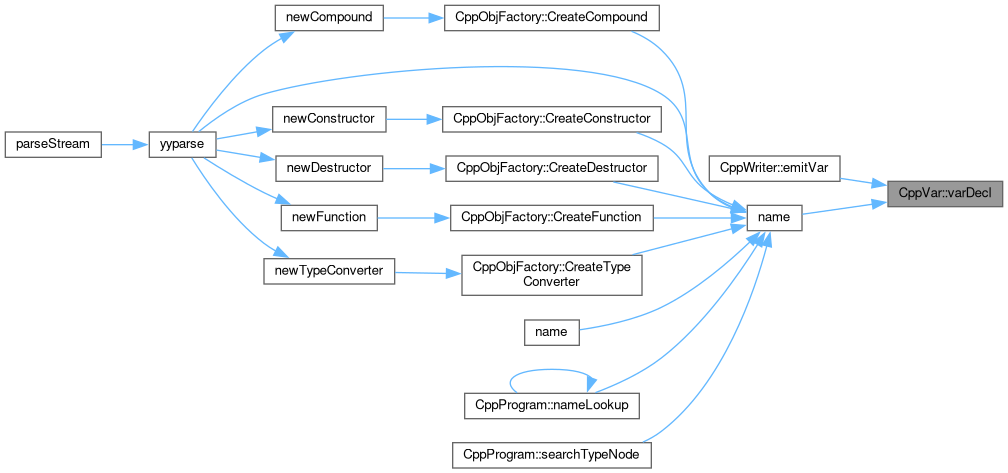 newCompound
CppObjFactory::CreateCompound
parseStream
yyparse
newConstructor
CppObjFactory::CreateConstructor
newDestructor
CppObjFactory::CreateDestructor
newFunction
CppObjFactory::CreateFunction
newTypeConverter
CppObjFactory::CreateType
Converter
name
CppWriter::emitVar
CppVar::varDecl
name
CppProgram::nameLookup
CppProgram::searchTypeNode